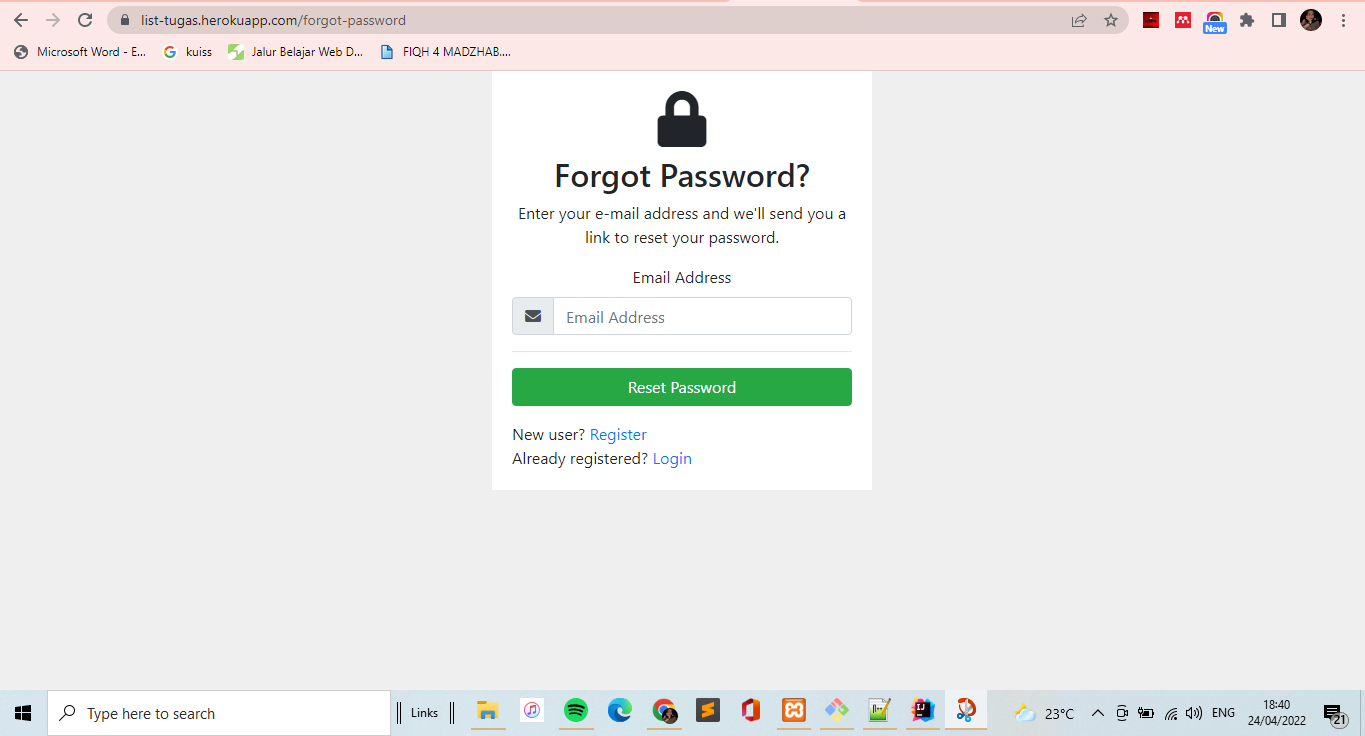 list-tugas.herokuapp.com/forgot-password
New
Microsoft Word - E...
kuiss
Jalur Belajar Web D...
FIQH 4 MADZHAB....
Forgot Password?
Enter your e-mail address and we'll send you a
link to reset your password.
Email Address
Email Address
Reset Password
New user? Register
Already registered? Login
Type here to search
Links
23°C
ENG
18:40
24/04/2022
21